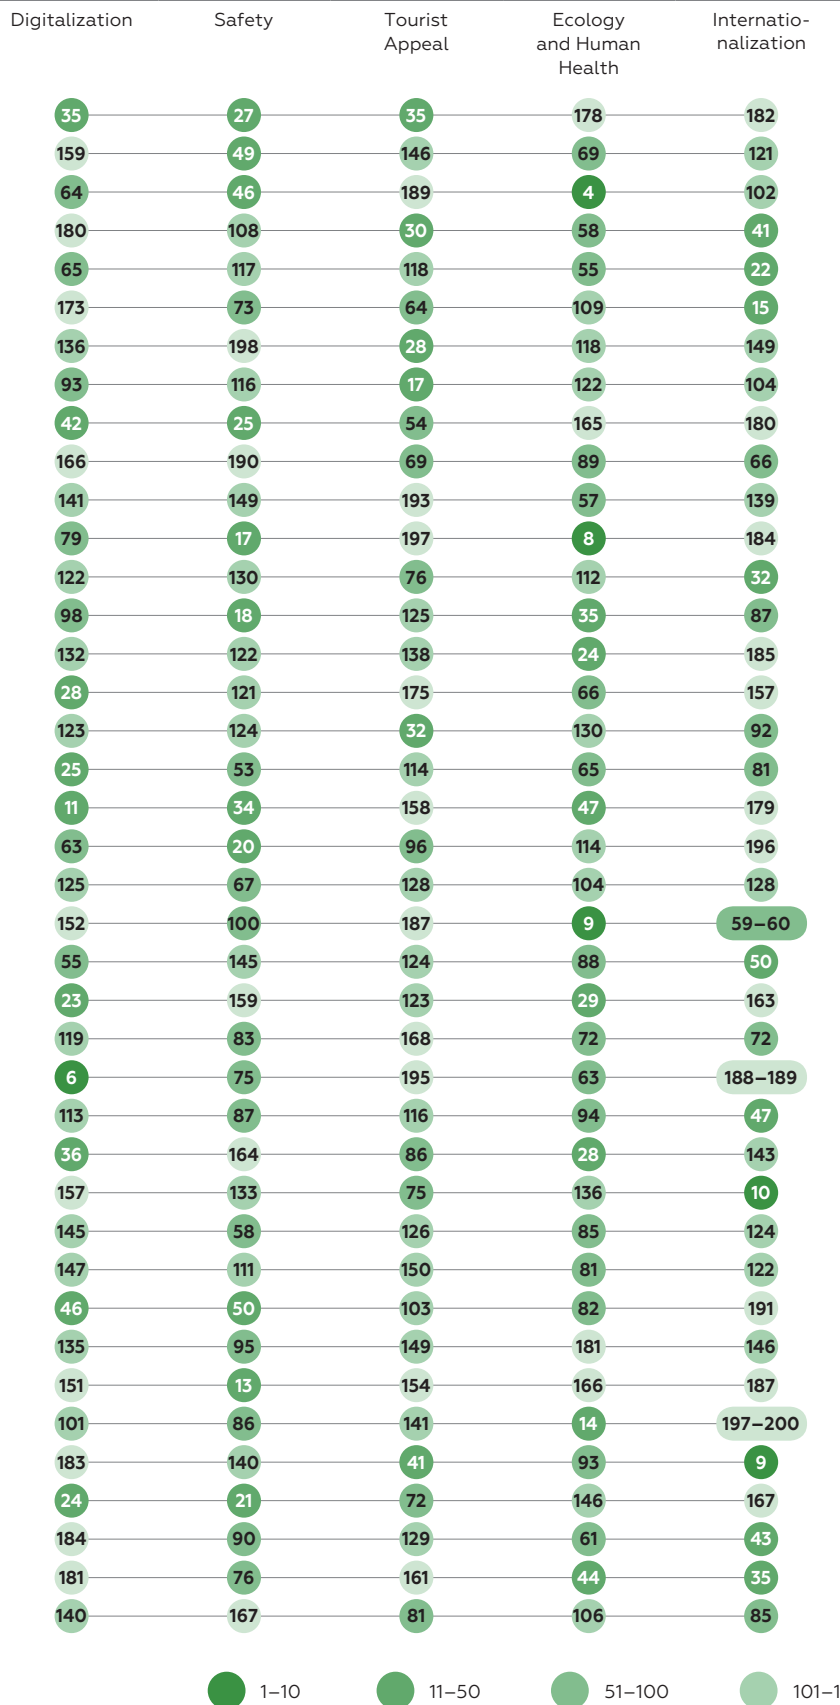 Digitalization Safety Tourist Appeal Ecology and Human Health Internatio-nalization
35 27 35 178 182
159 49 146 69 121
64 46 189 4 102
180 108 30 58 41
65 117 118 55 22
173 73 64 109 15
136 198 28 118 149
93 116 17 122 104
42 25 54 165 180
166 190 69 89 66
141 149 193 57 139
79 17 197 8 184
122 130 76 112 32
98 18 125 35 87
132 122 138 24 185
28 121 175 66 157
123 124 32 130 92
25 53 114 65 81
11 34 158 47 179
63 20 96 114 196
125 67 128 104 128
152 100 187 9 59–60
55 145 124 88 50
23 159 123 29 163
119 83 168 72 72
6 75 195 63 188–189
113 87 116 94 47
36 164 86 28 143
157 133 75 136 10
145 58 126 85 124
147 111 150 81 122
46 50 103 82 191
135 95 149 181 146
151 13 154 166 187
101 86 141 14 197–200
183 140 41 93 9
24 21 72 146 167
184 90 129 61 43
181 76 161 44 35
140 167 81 106 85
1–10 11–50 51–100